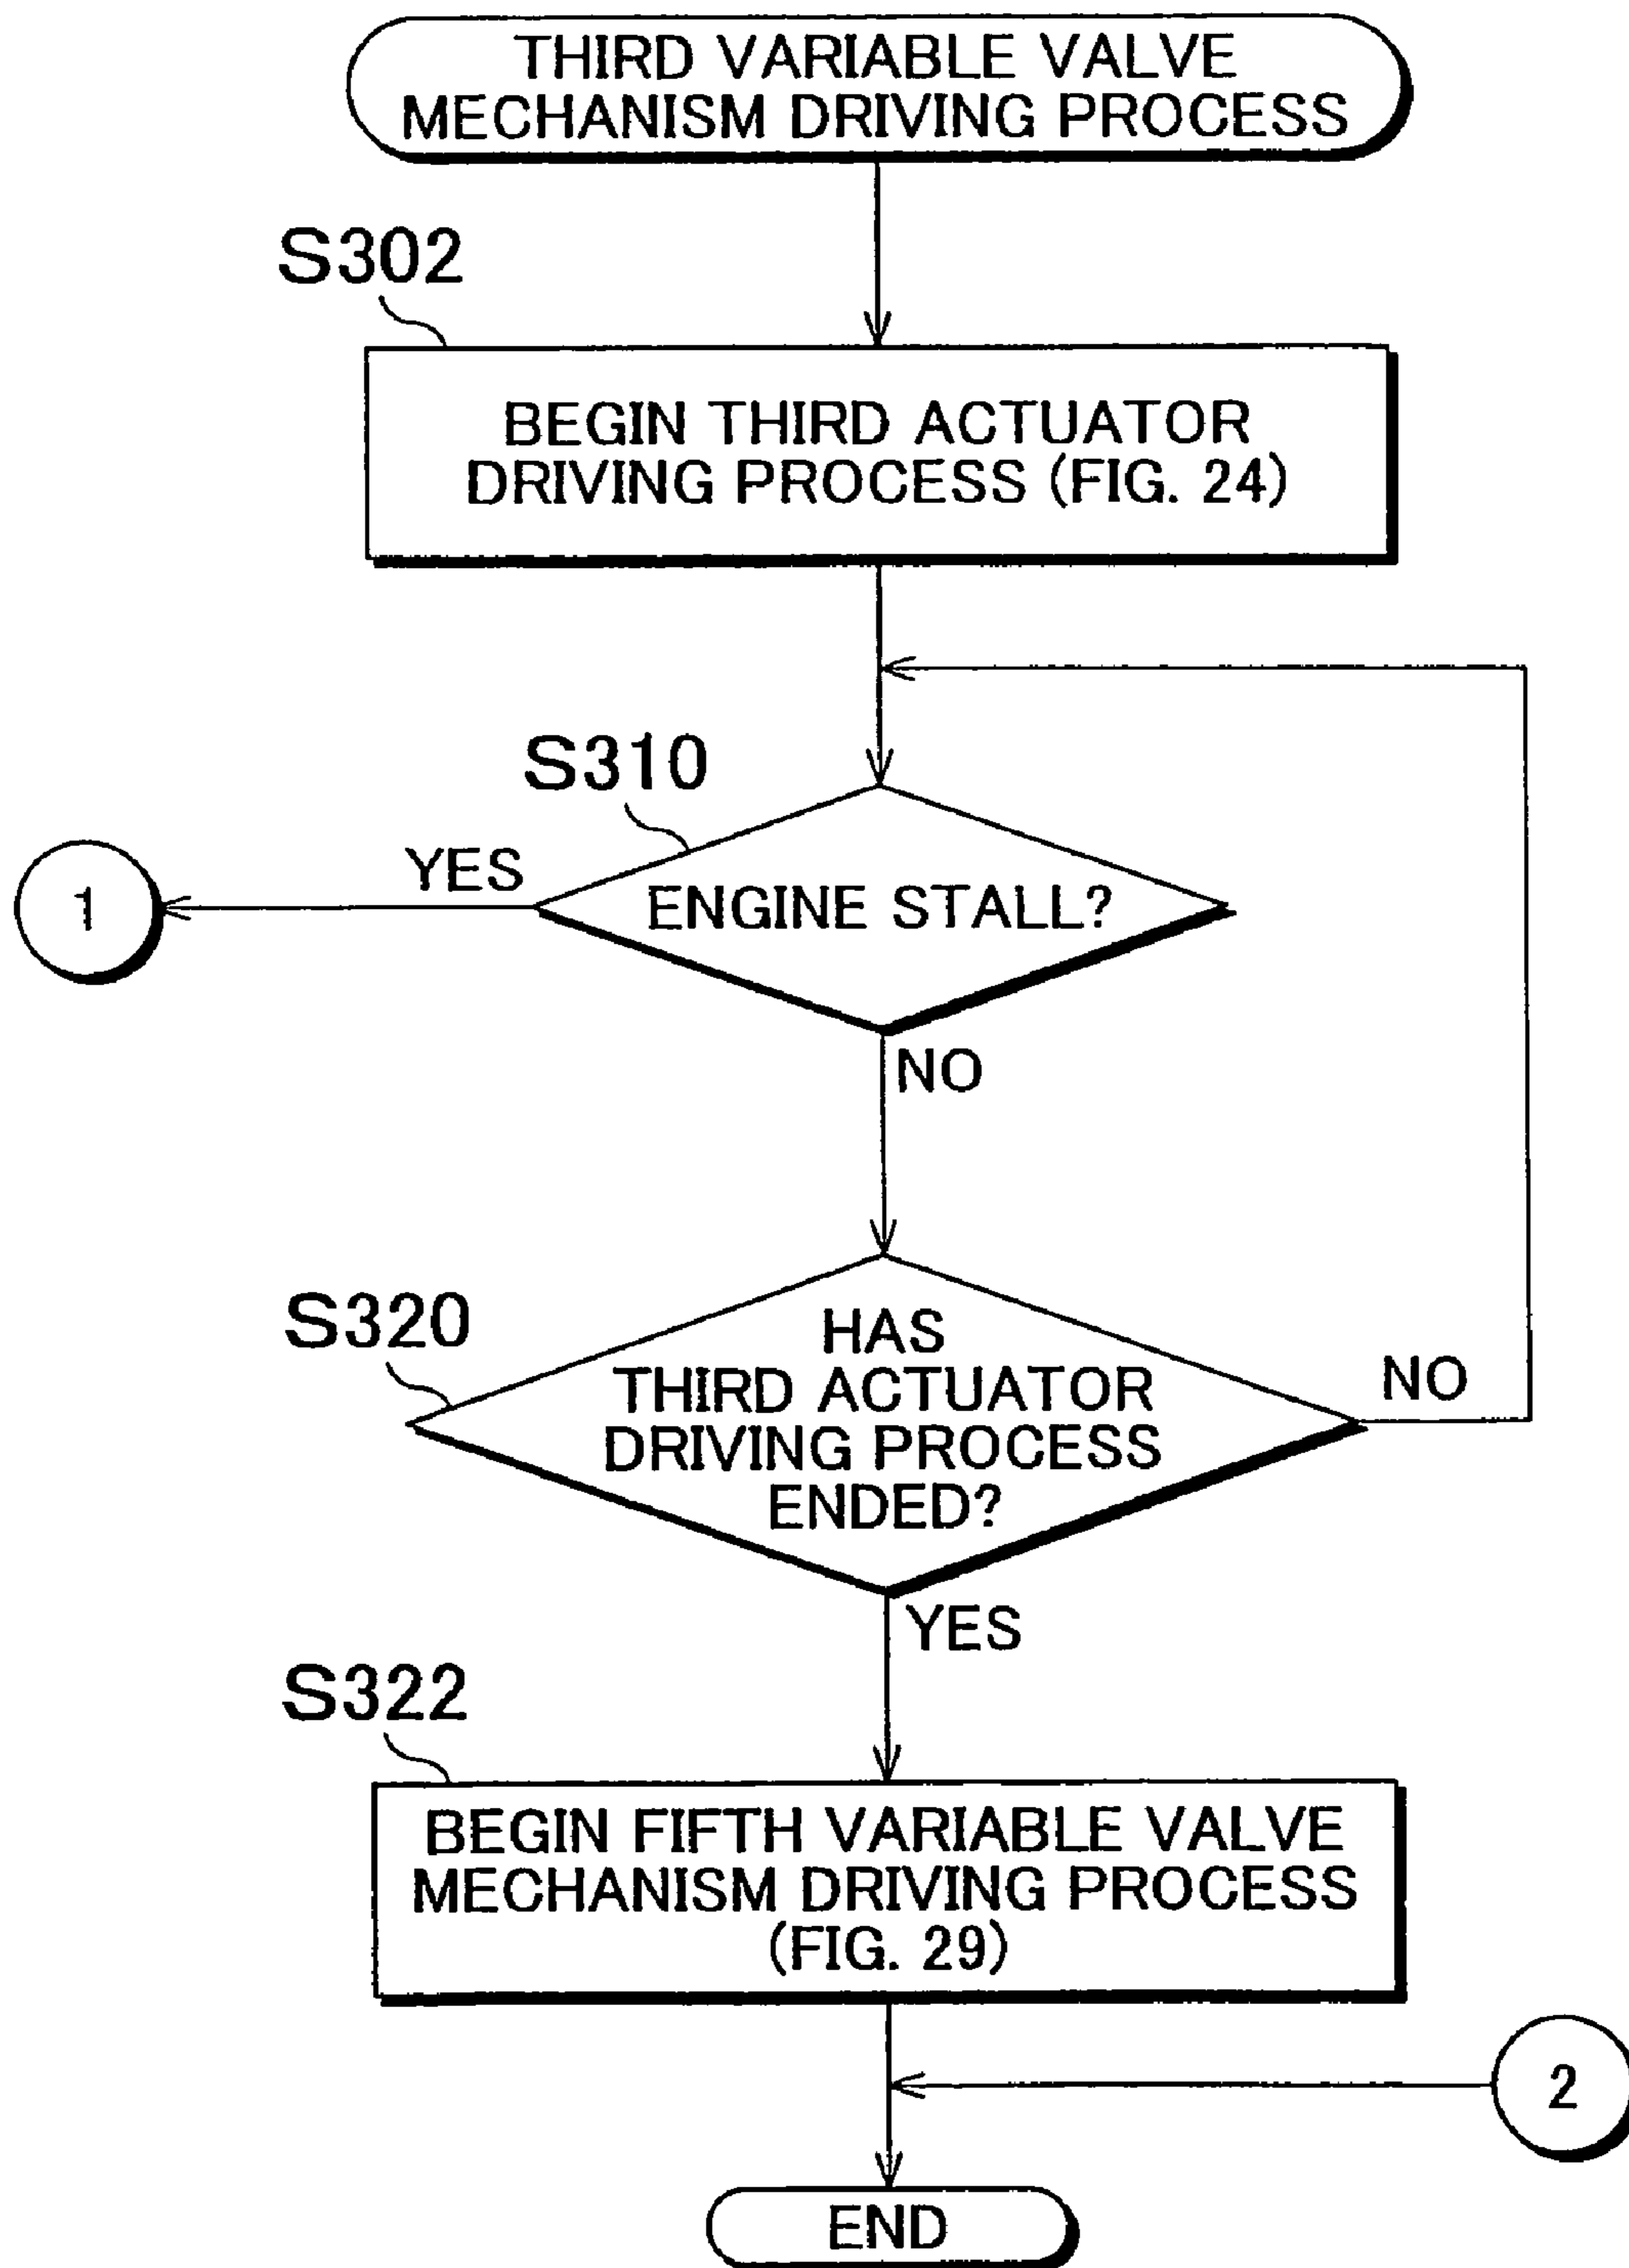 THIRD VARIABLE VALVE
MECHANISM DRIVING PROCESS
S302
BEGIN THIRD ACTUATOR
DRIVING PROCESS (FIG. 24)
S310
YES
1
ENGINE STALL?
NO
S320
HAS
THIRD ACTUATOR
DRIVING PROCESS
ENDED?
NO
YES
S322
BEGIN FIFTH VARIABLE VALVE
MECHANISM DRIVING PROCESS
(FIG. 29)
2
END